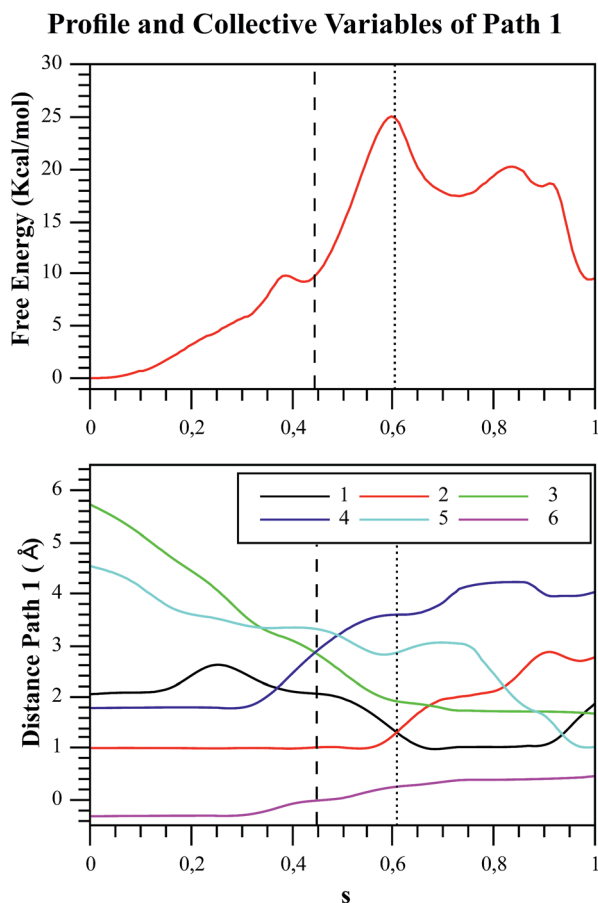 Profile and Collective Variables of Path 1
Free Energy (Kcal/mol)
30
25
20
15
10
5
0
0 0,2 0,4 0,6 0,8 1
Distance Path 1 (Å)
6
5
4
3
2
1
0
1 2 3
4 5 6
0 0,2 0,4 0,6 0,8 1
s